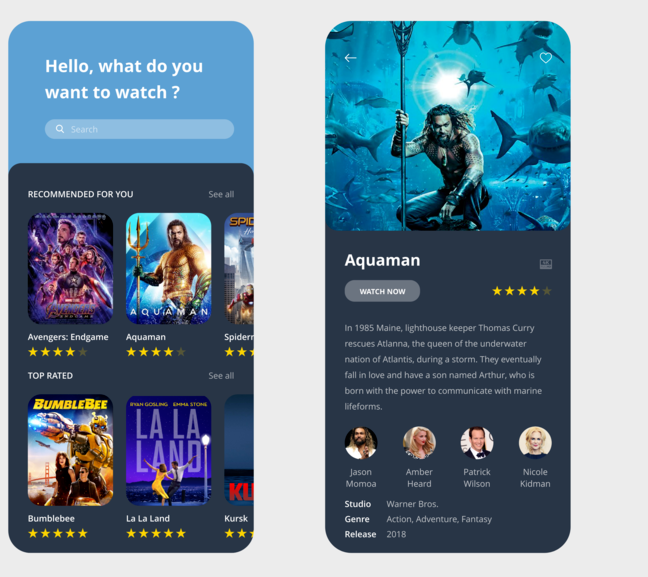 Hello, what do you
want to watch ?
Search
RECOMMENDED FOR YOU See all
SPID
AQUAMAN
Avengers: Endgame Aquaman Spiderm
TOP RATED See all
BUMBLEBEE
RYAN GOSLING EMMA STONE
LA LA
LAND
KU
Bumblebee La La Land Kursk
Aquaman
WATCH NOW
In 1985 Maine, lighthouse keeper Thomas Curry
rescues Atlanna, the queen of the underwater
nation of Atlantis, during a storm. They eventually
fall in love and have a son named Arthur, who is
born with the power to communicate with marine
lifeforms.
Jason Amber Patrick Nicole
Momoa Heard Wilson Kidman
Studio Warner Bros.
Genre Action, Adventure, Fantasy
Release 2018